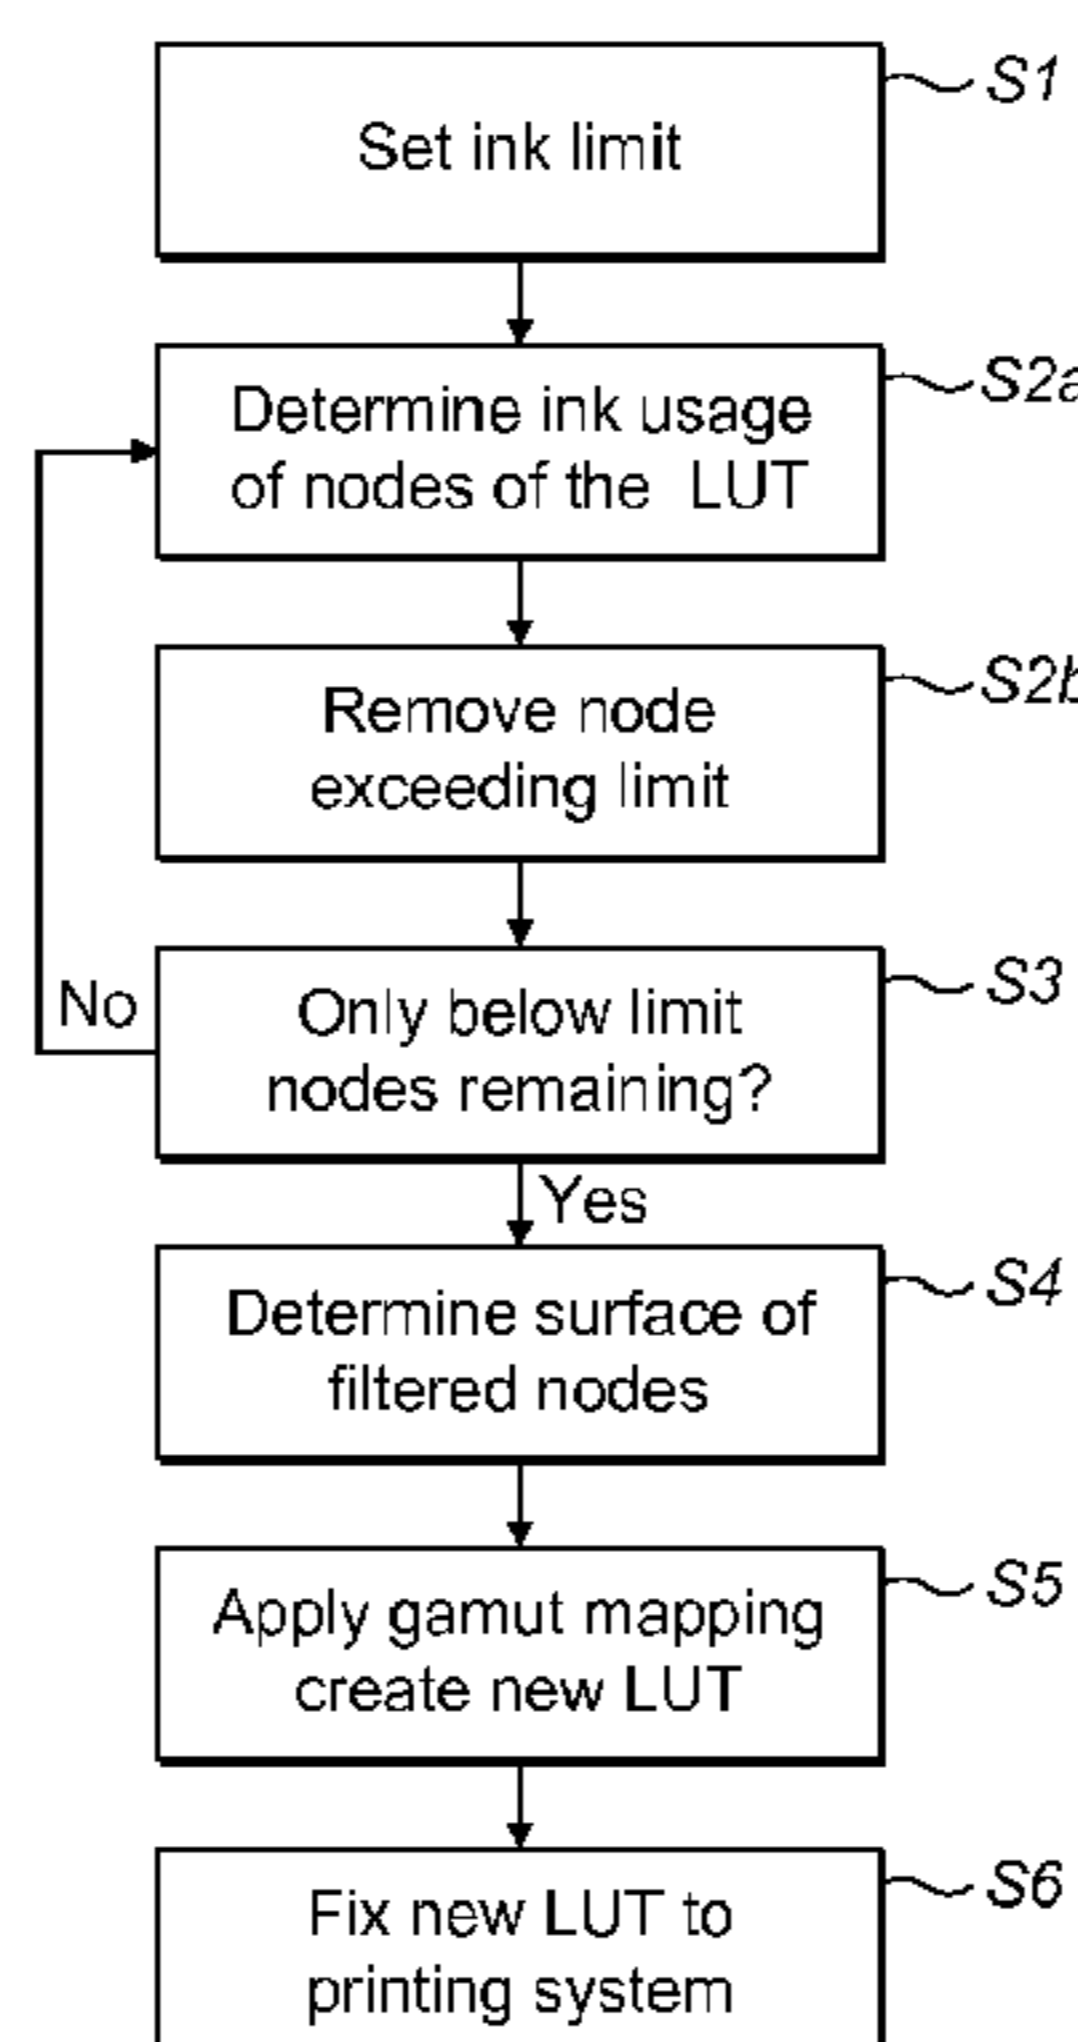 Set ink limit
S1
Determine ink usage
of nodes of the LUT
S2a
Remove node
exceeding limit
S2b
Only below limit
nodes remaining?
S3
No
Yes
Determine surface of
filtered nodes
S4
Apply gamut mapping
create new LUT
S5
Fix new LUT to
printing system
S6